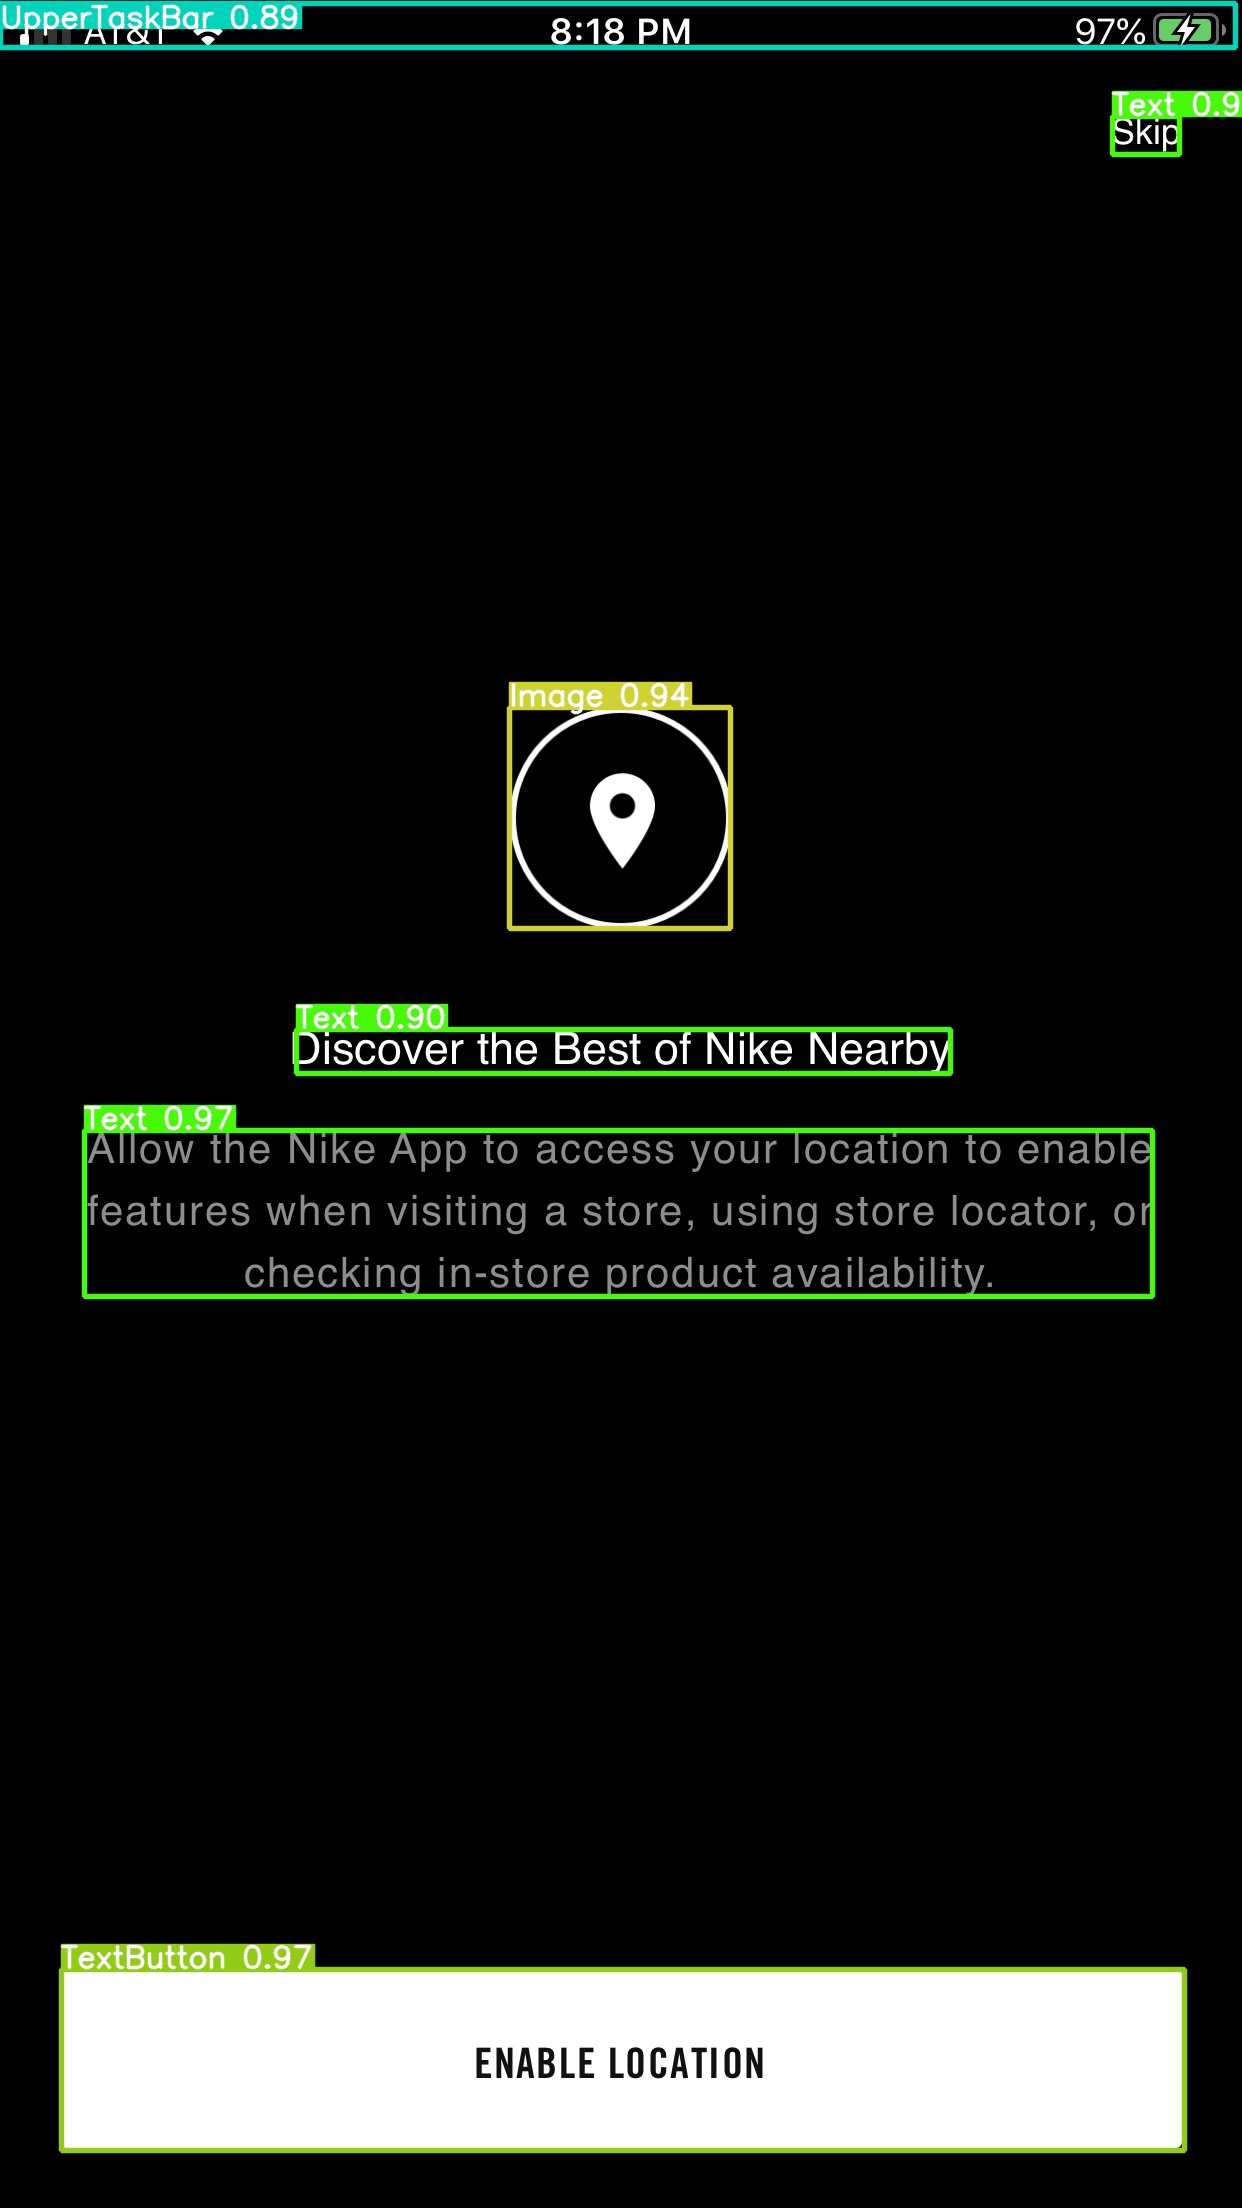 UpperTaskBar 0.89
AT&T 8:18 PM 97%
Text 0.9
Skip
Image 0.94
Text 0.90
Discover the Best of Nike Nearby
Text 0.97
Allow the Nike App to access your location to enable
features when visiting a store, using store locator, or
checking in-store product availability.
TextButton 0.97
ENABLE LOCATION